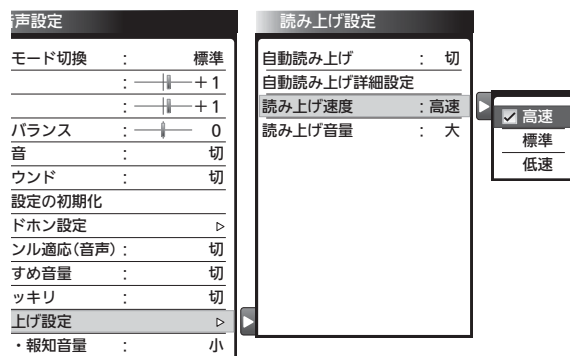 声設定
モード切換 : 標準
: +1
: +1
バランス : 0
音 : 切
ウンド : 切
設定の初期化
ドホン設定 ▷
ンル適応(音声) : 切
すめ音量 : 切
ッキリ : 切
上げ設定 ▷
・報知音量 : 小
読み上げ設定
自動読み上げ : 切
自動読み上げ詳細設定
読み上げ速度 : 高速
読み上げ音量 : 大
高速
標準
低速